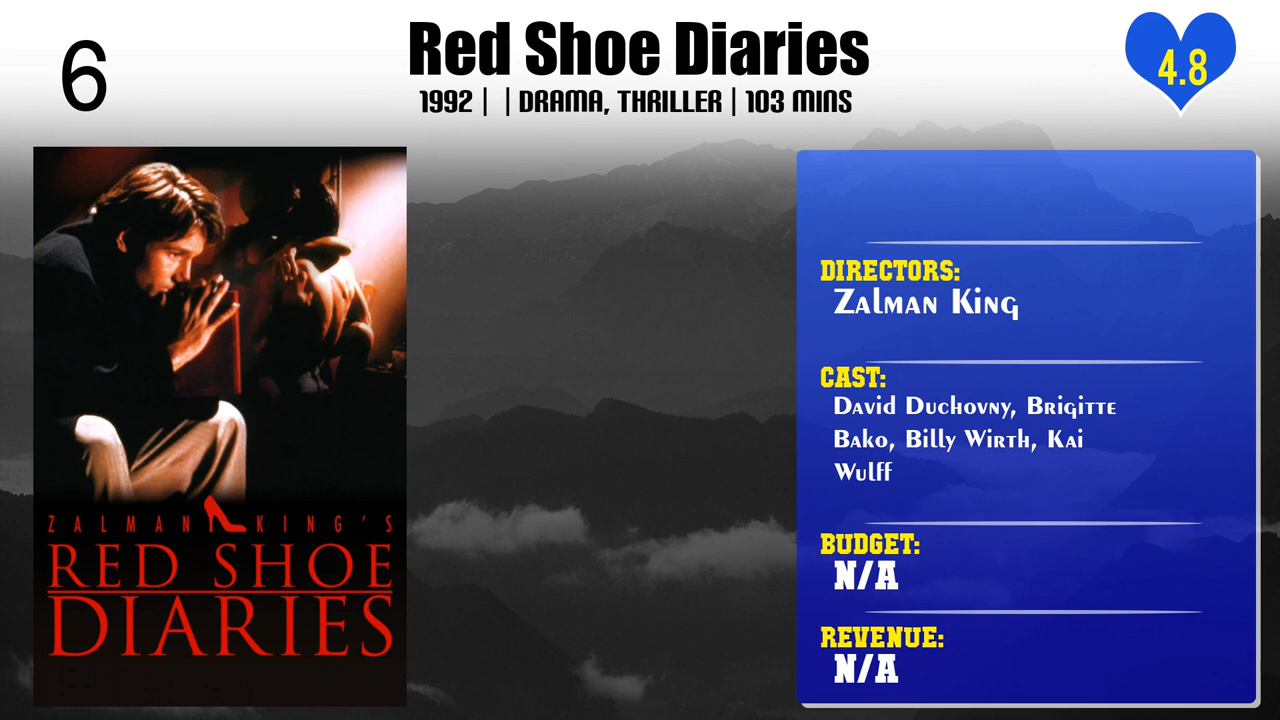 6
Red Shoe Diaries
1992 | | DRAMA, THRILLER | 103 MINS
4.8
ZALMAN KING'S
RED SHOE
DIARIES
DIRECTORS:
Zalman King
CAST:
David Duchovny, Brigitte
Bako, Billy Wirth, Kai
Wulff
BUDGET:
N/A
REVENUE:
N/A